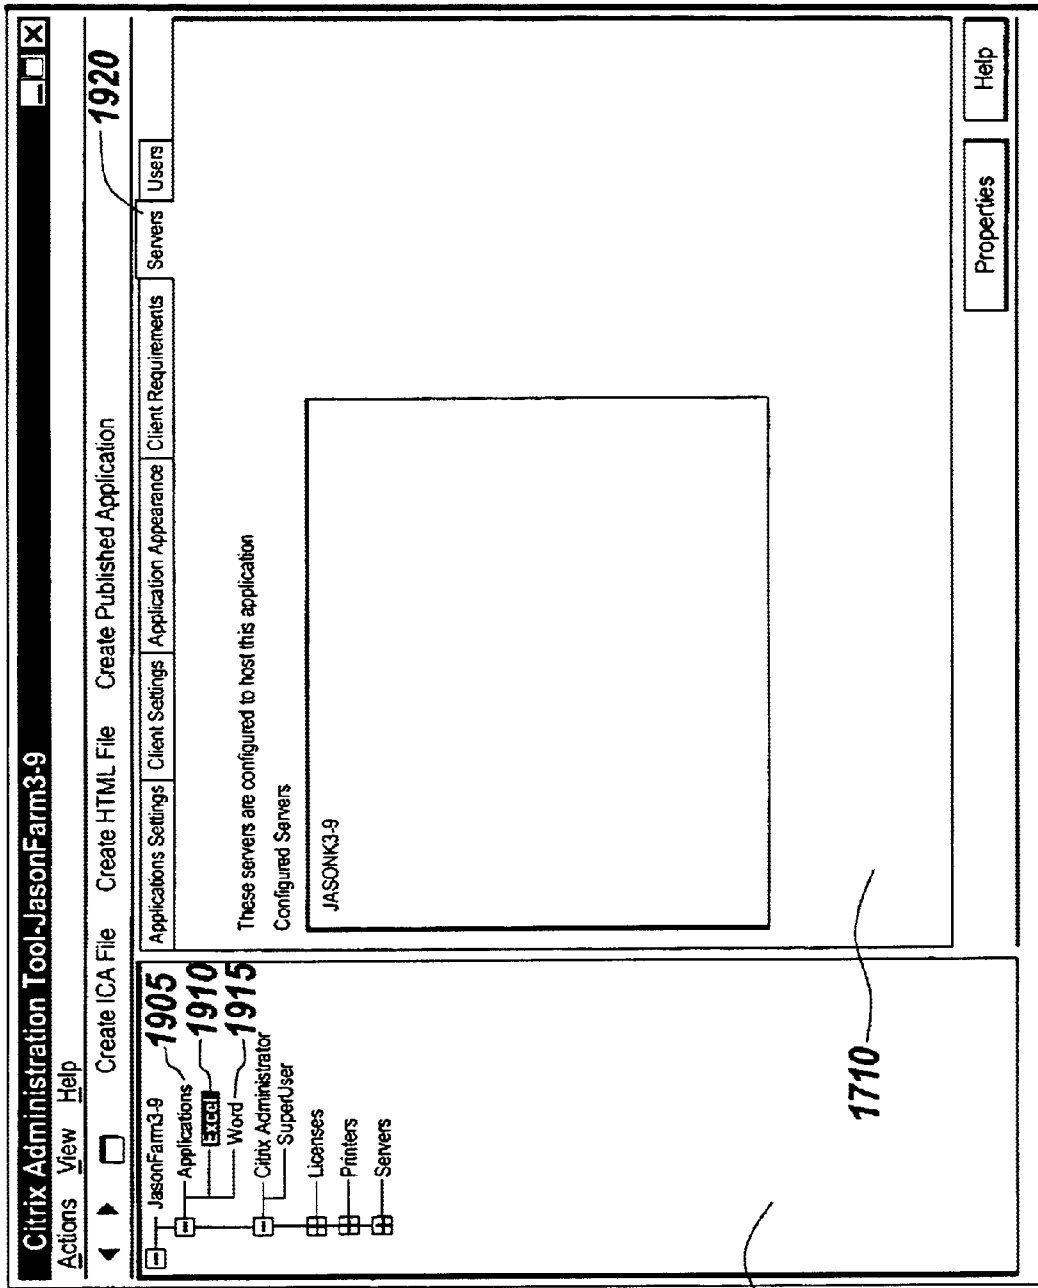 Citrix Administration Tool-JasonFarm3-9
Actions View Help
Create ICA File Create HTML File Create Published Application
1920
JasonFarm3-9
Applications
1905
Excel
1910
Word
1915
Citrix Administrator
SuperUser
Licenses
Printers
Servers
Applications Settings Client Settings Application Appearance Client Requirements Servers Users
These servers are configured to host this application
Configured Servers
JASONK3-9
1710
Properties Help